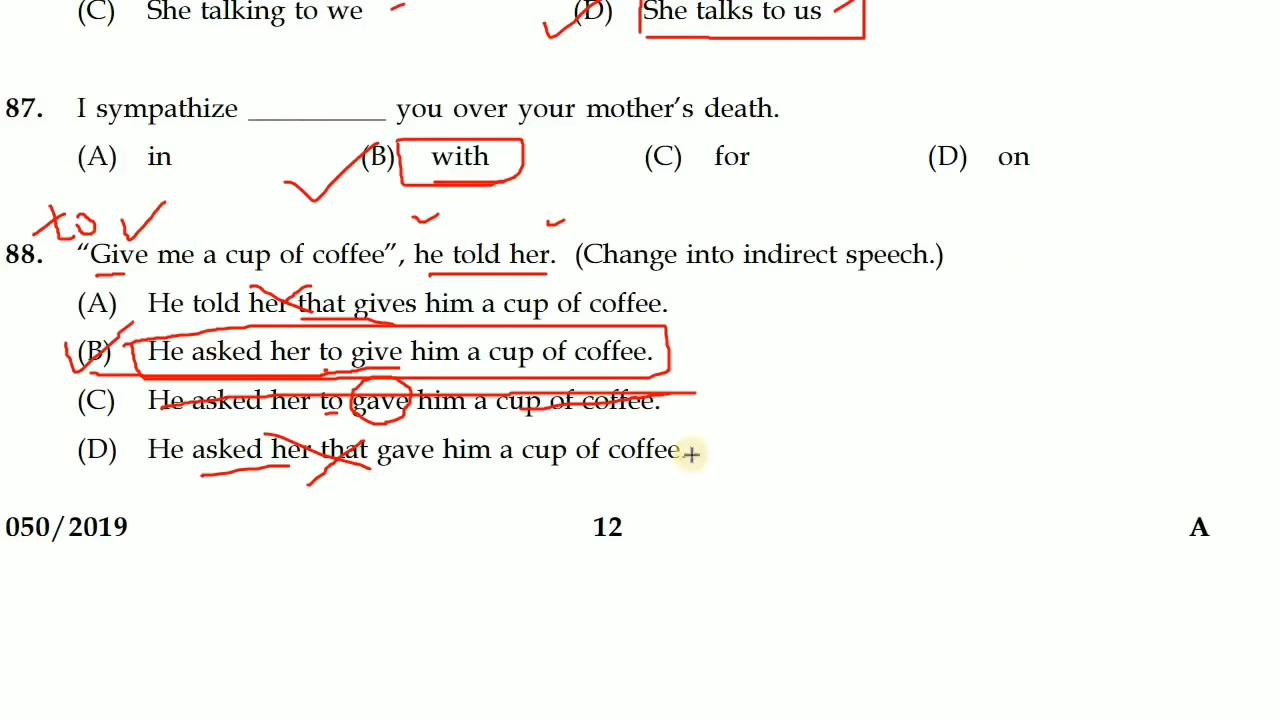 (C) She talking to we (D) She talks to us
87. I sympathize __________ you over your mother's death.
(A) in (B) with (C) for (D) on
to
88. "Give me a cup of coffee", he told her. (Change into indirect speech.)
(A) He told her that gives him a cup of coffee.
(B) He asked her to give him a cup of coffee.
(C) He asked her to gave him a cup of coffee.
(D) He asked her that gave him a cup of coffee.
050/2019 12 A